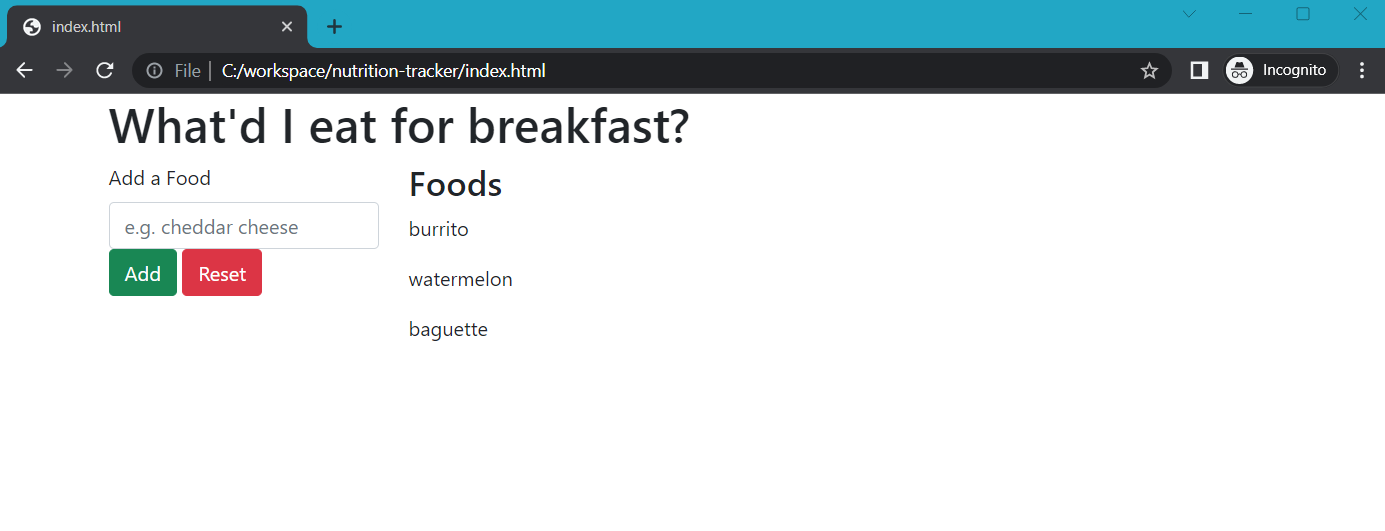 index.html
File C:/workspace/nutrition-tracker/index.html Incognito
What'd I eat for breakfast?
Add a Food
e.g. cheddar cheese
Add Reset
Foods
burrito
watermelon
baguette